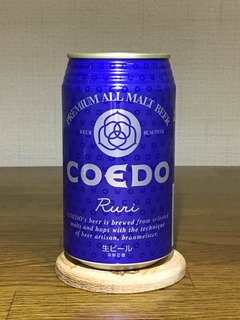 PREMIUM ALL MALT BEER
BEER BEAUTIFUL
COEDO
Ruri
COEDO's beer is brewed from selected
malts and hops with the technique
of beer artisan, braumeister.
生ビール